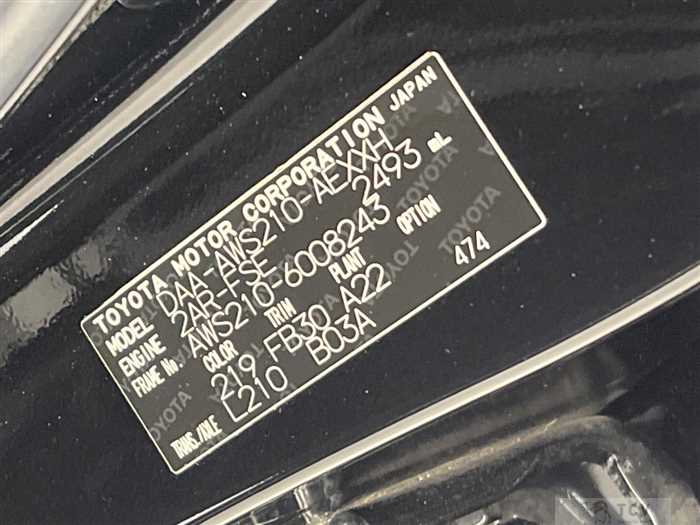 TOYOTA MOTOR CORPORATION JAPAN
MODEL DAA-AWS210-AEXXH
ENGINE 2AR-FSE 2493 mL
FRAME No. AWS210-6008243
COLOR TRIM PLANT OPTION
219 FB30 A22 474
TRANS./AXLE L210 B03A
TCV